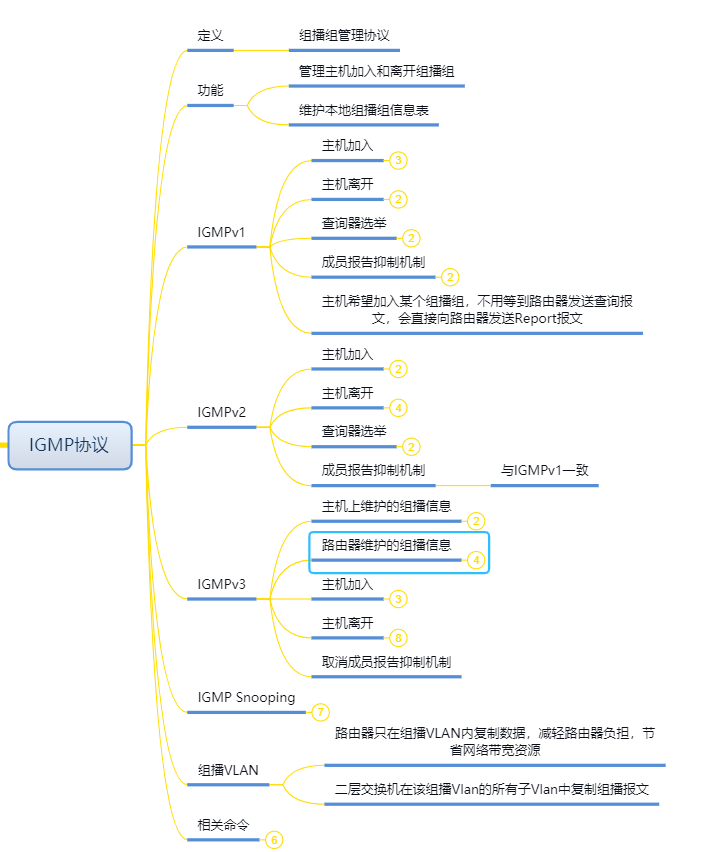 定义
组播组管理协议
功能
管理主机加入和离开组播组
维护本地组播组信息表
IGMPv1
主机加入
3
主机离开
2
查询器选举
2
成员报告抑制机制
2
主机希望加入某个组播组，不用等到路由器发送查询报
文，会直接向路由器发送Report报文
IGMP协议
IGMPv2
主机加入
2
主机离开
4
查询器选举
2
成员报告抑制机制
与IGMPv1一致
IGMPv3
主机上维护的组播信息
2
路由器维护的组播信息
4
主机加入
3
主机离开
8
取消成员报告抑制机制
IGMP Snooping
7
组播VLAN
路由器只在组播VLAN内复制数据，减轻路由器负担，节
省网络带宽资源
二层交换机在该组播Vlan的所有子Vlan中复制组播报文
相关命令
6